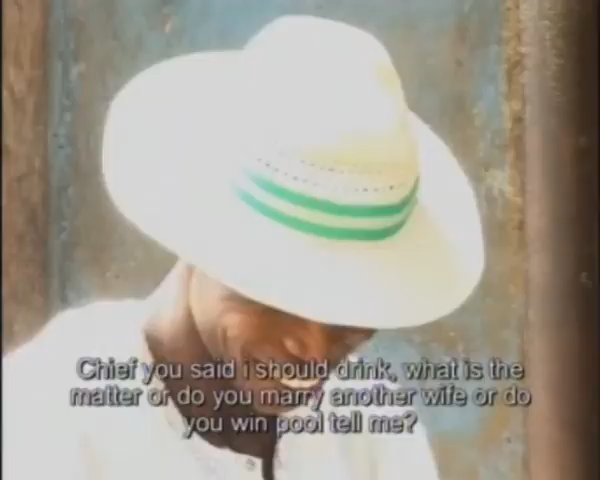 Chief you said i should drink, what is the
matter or do you marry another wife or do
you win pool tell me?